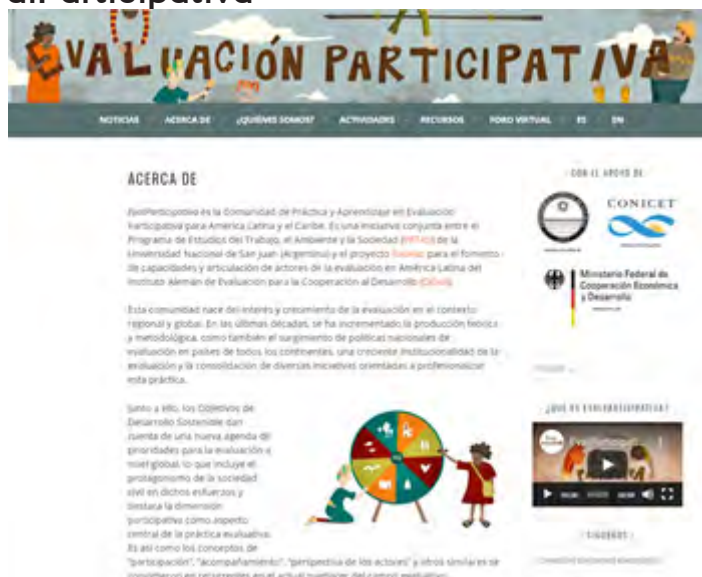 EVALUACIÓN PARTICIPATIVA
NOTICIAS ACERCA DE ¿QUIÉNES SOMOS? ACTIVIDADES RECURSOS FORO VIRTUAL ES EN
ACERCA DE
EvalParticipativa es la Comunidad de Práctica y Aprendizaje en Evaluación
Participativa para América Latina y el Caribe. Es una iniciativa conjunta entre el
Programa de Estudios del Trabajo, el Ambiente y la Sociedad (PETAS) de la
Universidad Nacional de San Juan (Argentina) y el proyecto para el fomento
de capacidades y articulación de actores de la evaluación en América Latina del
Instituto Alemán de Evaluación para la Cooperación al Desarrollo (DEval).
Esta comunidad nace del interés y crecimiento de la evaluación en el contexto
regional y global. En las últimas décadas, se ha incrementado la producción teórica
y metodológica, como también el surgimiento de políticas nacionales de
evaluación en países de todos los continentes, una creciente institucionalidad de la
evaluación y la consolidación de diversas iniciativas orientadas a profesionalizar
esta práctica.
Junto a ello, los Objetivos de
Desarrollo Sostenible dan
cuenta de una nueva agenda de
prioridades para la evaluación a
nivel global, lo que incluye el
protagonismo de la sociedad
civil en dichos esfuerzos y
destaca la dimensión
participativa como aspecto
central de la práctica evaluativa.
Es así como los conceptos de
"participación", "acompañamiento", "perspectiva de los actores" y otros similares se
CON EL APOYO DE
CONICET
Ministerio Federal de
Cooperación Económica
y Desarrollo
¿QUÉ ES EVALPARTICIPATIVA?
SÍGUENOS